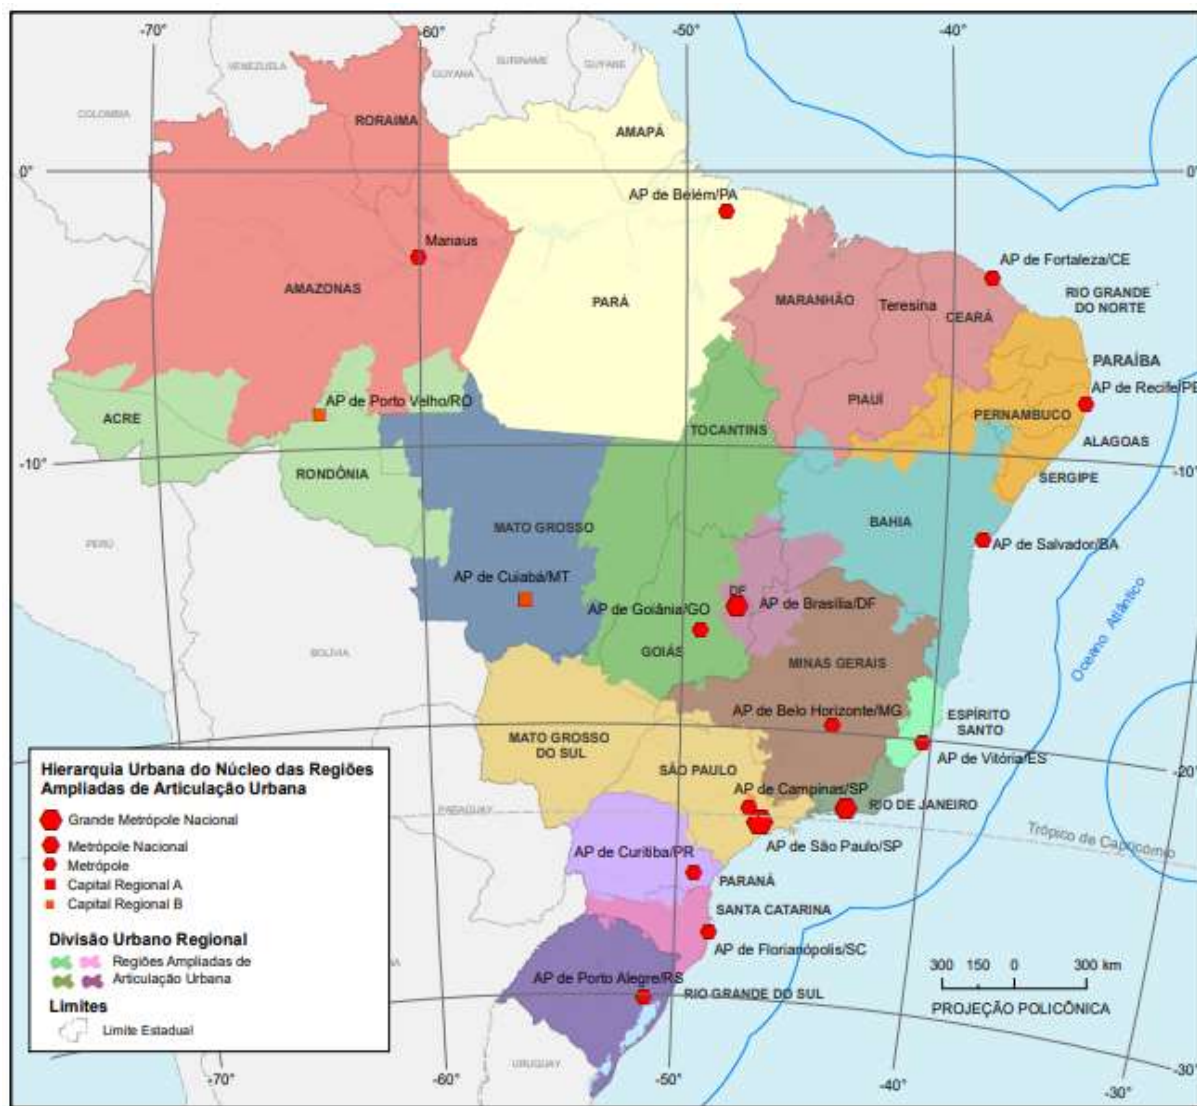 -70°
-60°
-50°
-40°
VENEZUELA
GUYANA
SURINAME
GUYANE
COLOMBIA
RORAIMA
AMAPÁ
0°
0°
AP de Belém/PA
Manaus
AP de Fortaleza/CE
AMAZONAS
PARÁ
MARANHÃO
Teresina
CEARÁ
RIO GRANDE
DO NORTE
PARAÍBA
AP de Recife/PE
ACRE
AP de Porto Velho/RO
PIAUÍ
PERNAMBUCO
TOCANTINS
ALAGOAS
-10°
-10°
RONDÔNIA
SERGIPE
MATO GROSSO
BAHIA
PERÚ
AP de Salvador/BA
AP de Cuiabá/MT
DF
AP de Goiânia/GO
AP de Brasília/DF
BOLÍVIA
GOIÁS
MINAS GERAIS
Oceano Atlântico
AP de Belo Horizonte/MG
ESPÍRITO
SANTO
MATO GROSSO
DO SUL
AP de Vitória/ES
SÃO PAULO
-20°
AP de Campinas/SP
RIO DE JANEIRO
PARAGUAY
Trópico de Capricórnio
AP de São Paulo/SP
AP de Curitiba/PR
PARANÁ
SANTA CATARINA
AP de Florianópolis/SC
AP de Porto Alegre/RS
RIO GRANDE DO SUL
300 150 0 300 km
PROJEÇÃO POLICÔNICA
URUGUAY
-30°
-70°
-60°
-50°
-40°
-30°
Hierarquia Urbana do Núcleo das Regiões
Ampliadas de Articulação Urbana
Grande Metrópole Nacional
Metrópole Nacional
Metrópole
Capital Regional A
Capital Regional B
Divisão Urbano Regional
Regiões Ampliadas de
Articulação Urbana
Limites
Limite Estadual